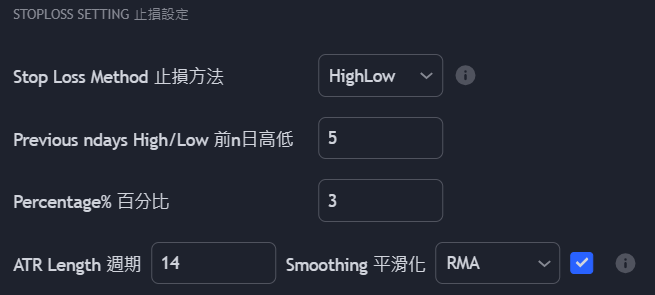 STOPLOSS SETTING 止損設定
Stop Loss Method 止損方法 HighLow
Previous ndays High/Low 前n日高低 5
Percentage% 百分比 3
ATR Length 週期 14 Smoothing 平滑化 RMA